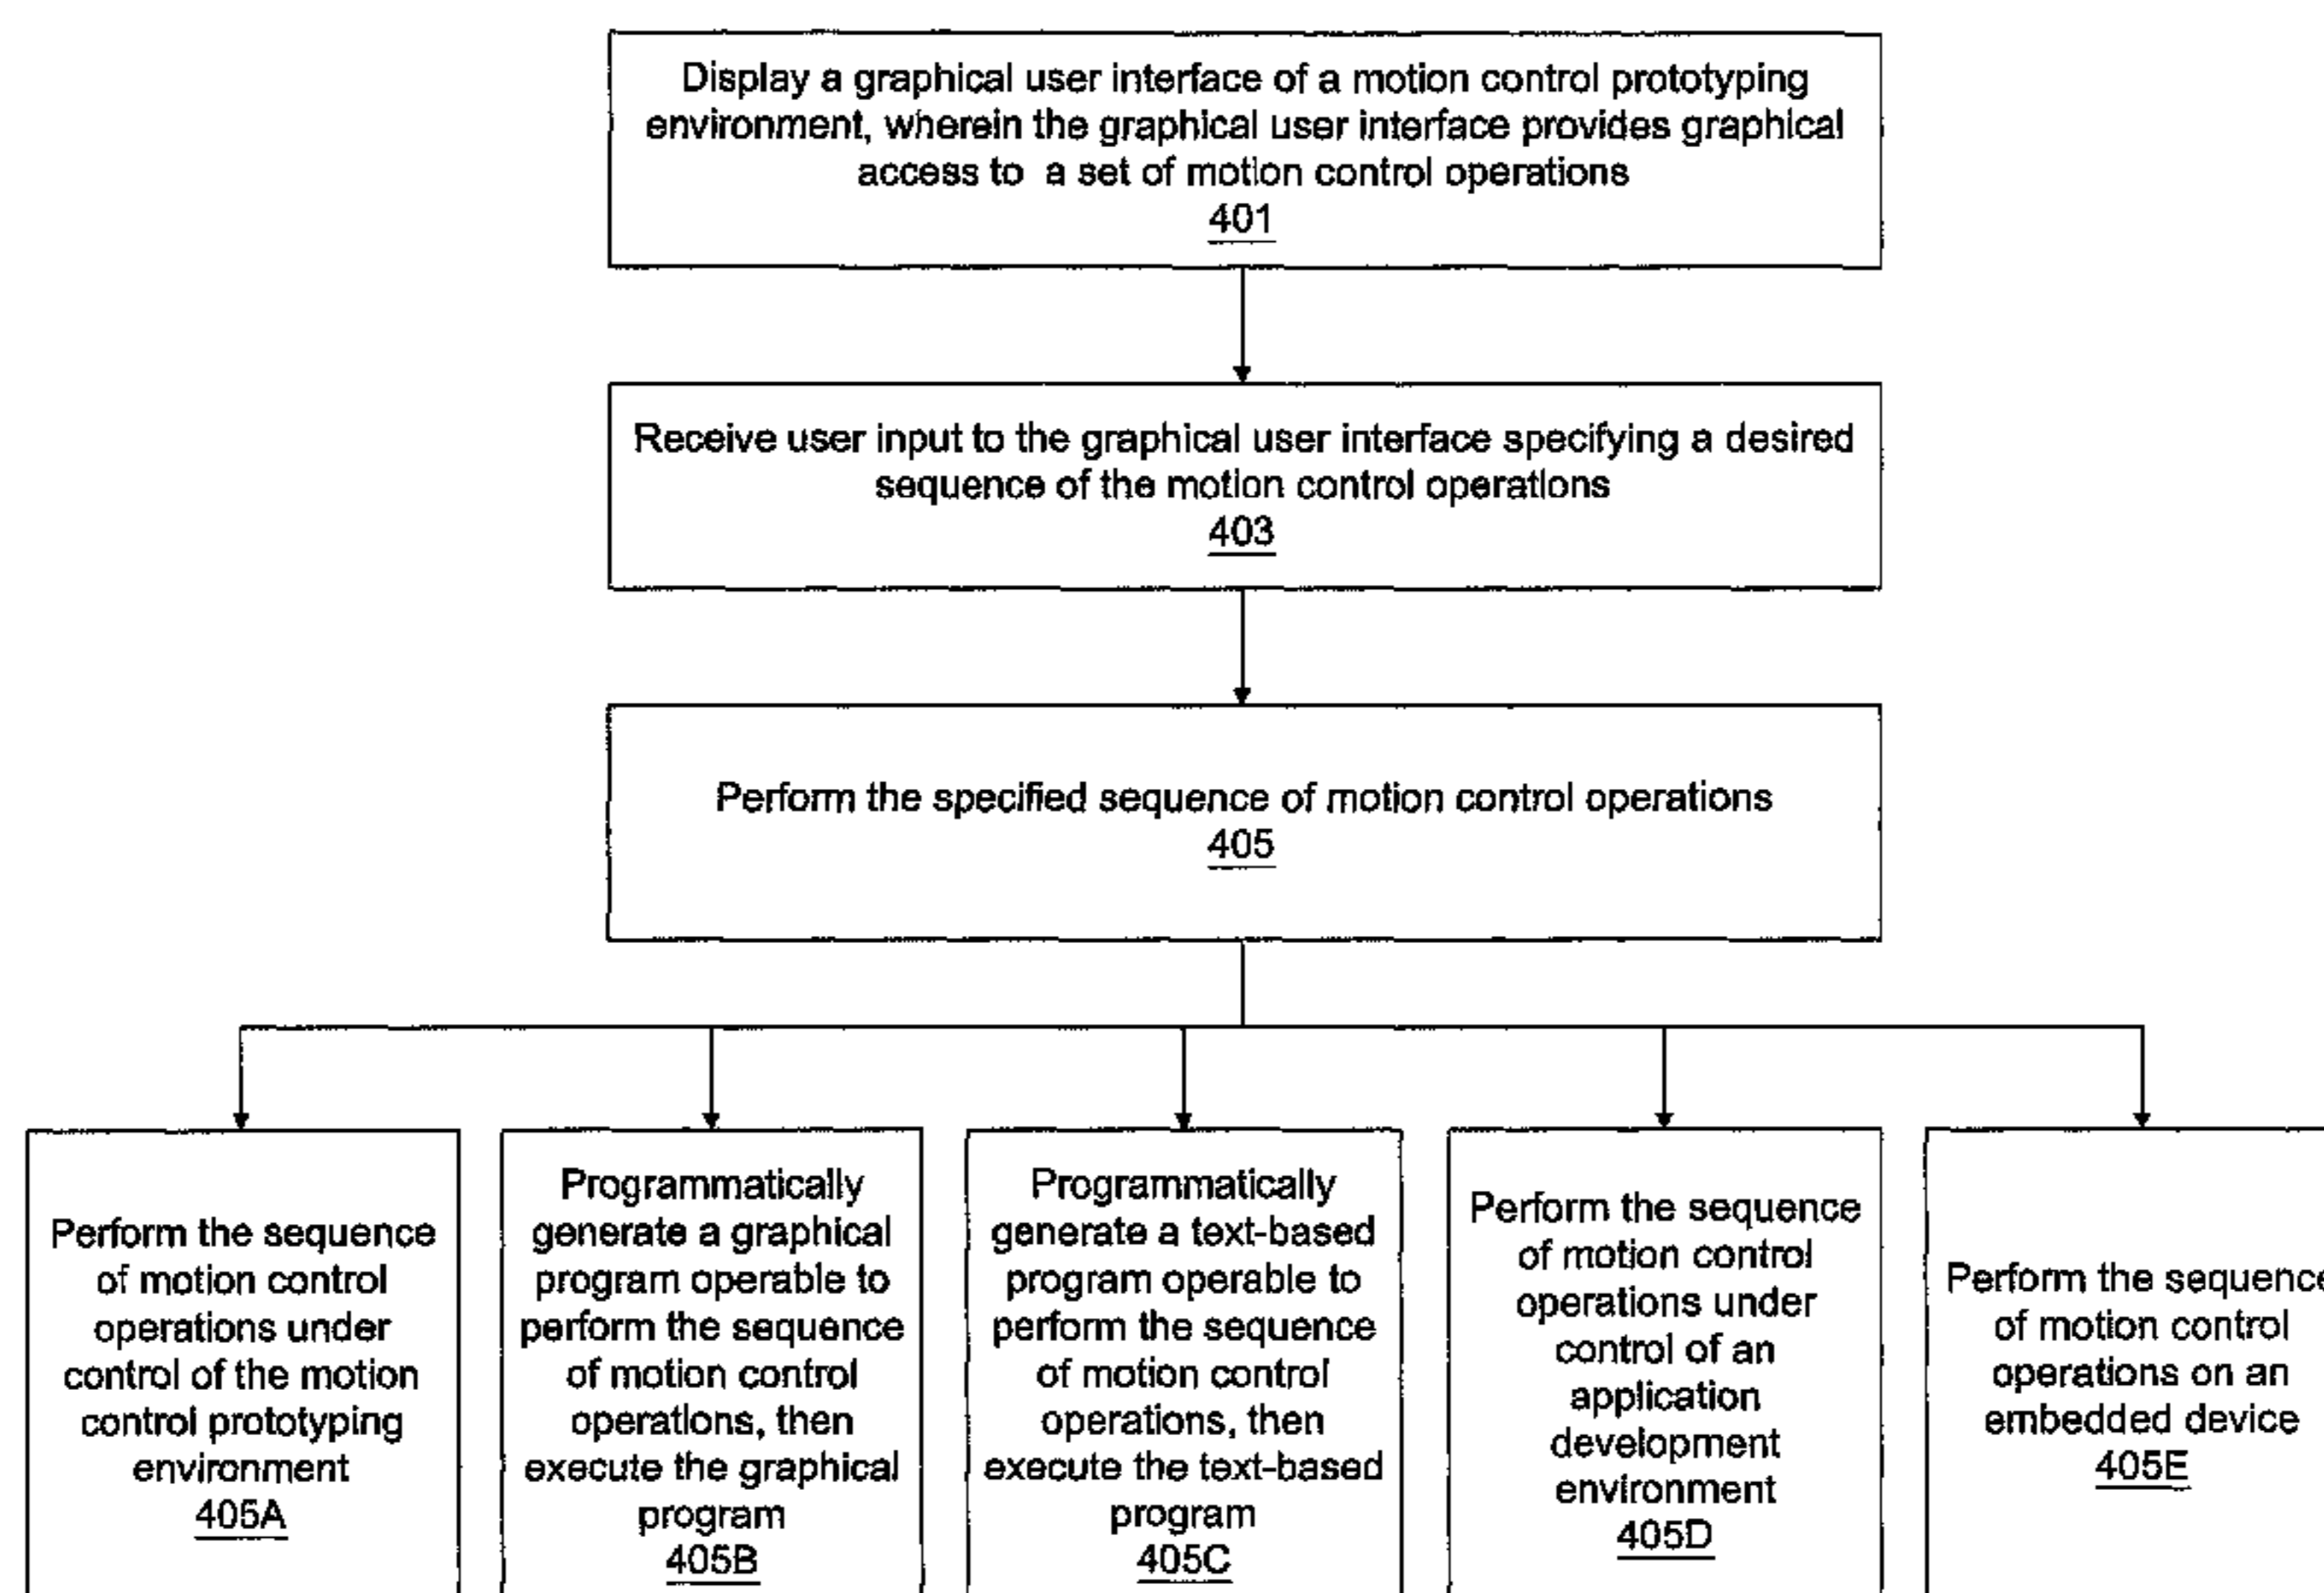 Display a graphical user interface of a motion control prototyping
environment, wherein the graphical user interface provides graphical
access to a set of motion control operations
401
Receive user input to the graphical user interface specifying a desired
sequence of the motion control operations
403
Perform the specified sequence of motion control operations
405
Perform the sequence
of motion control
operations under
control of the motion
control prototyping
environment
405A
Programmatically
generate a graphical
program operable to
perform the sequence
of motion control
operations, then
execute the graphical
program
405B
Programmatically
generate a text-based
program operable to
perform the sequence
of motion control
operations, then
execute the text-based
program
405C
Perform the sequence
of motion control
operations under
control of an
application
development
environment
405D
Perform the sequence
of motion control
operations on an
embedded device
405E